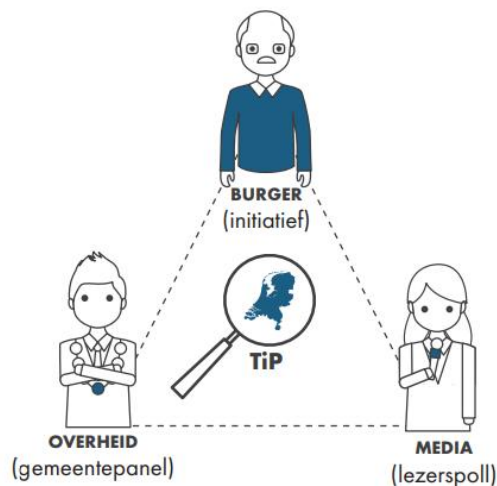 BURGER
(initiatief)
TiP
OVERHEID
(gemeentepanel)
MEDIA
(lezerspoll)